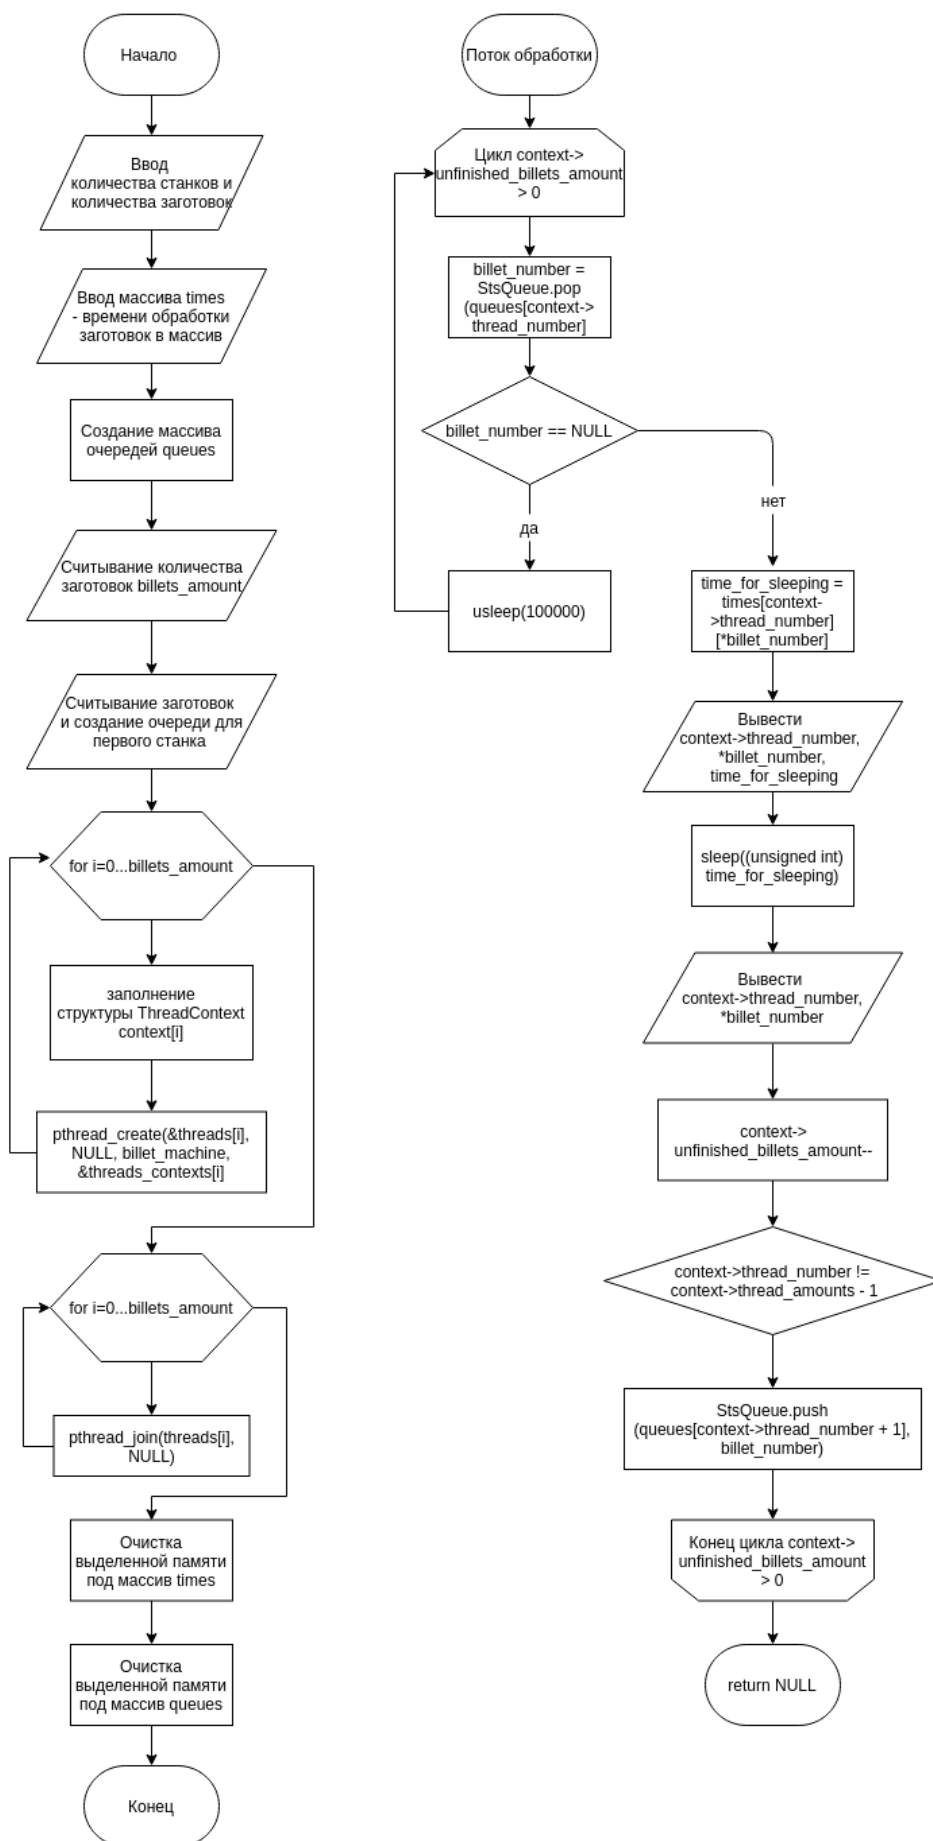 Начало
Ввод
количества станков и
количества заготовок
Ввод массива times
- времени обработки
заготовок в массив
Создание массива
очередей queues
Считывание количества
заготовок billets_amount
Считывание заготовок
и создание очереди для
первого станка
for i=0...billets_amount
заполнение
структуры ThreadContext
context[i]
pthread_create(&threads[i],
NULL, billet_machine,
&threads_contexts[i]
for i=0...billets_amount
pthread_join(threads[i],
NULL)
Очистка
выделенной памяти
под массив times
Очистка
выделенной памяти
под массив queues
Конец
Поток обработки
Цикл context->
unfinished_billets_amount
> 0
billet_number =
StsQueue.pop
(queues[context->
thread_number]
billet_number == NULL
да
usleep(100000)
нет
time_for_sleeping =
times[context-
>thread_number]
[*billet_number]
Вывести
context->thread_number,
*billet_number,
time_for_sleeping
sleep((unsigned int)
time_for_sleeping)
Вывести
context->thread_number,
*billet_number
context->
unfinished_billets_amount--
context->thread_number !=
context->thread_amounts - 1
StsQueue.push
(queues[context->thread_number + 1],
billet_number)
Конец цикла context->
unfinished_billets_amount
> 0
return NULL